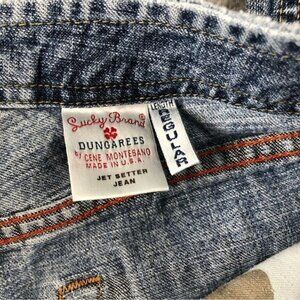 Lucky Brand
DUNGAREES
BY GENE MONTESANO
MADE IN U.S.A.
JET SETTER
JEAN
LENGTH
REGULAR